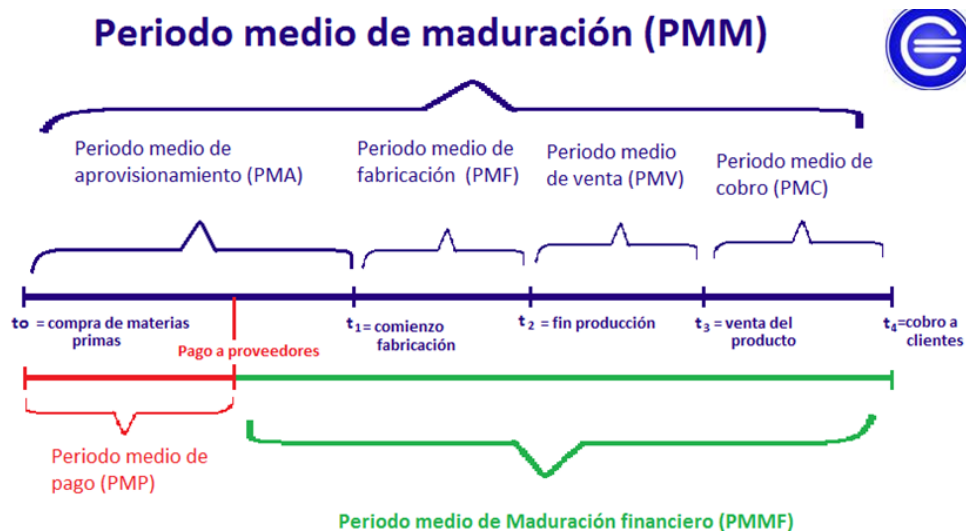 Periodo medio de maduración (PMM)
Periodo medio de
aprovisionamiento (PMA)
Periodo medio de
fabricación (PMF)
Periodo medio
de venta (PMV)
Periodo medio de
cobro (PMC)
to = compra de materias
primas
Pago a proveedores
t1= comienzo
fabricación
t2 = fin producción
t3= venta del
producto
t4=cobro a
clientes
Periodo medio de
pago (PMP)
Periodo medio de Maduración financiero (PMMF)